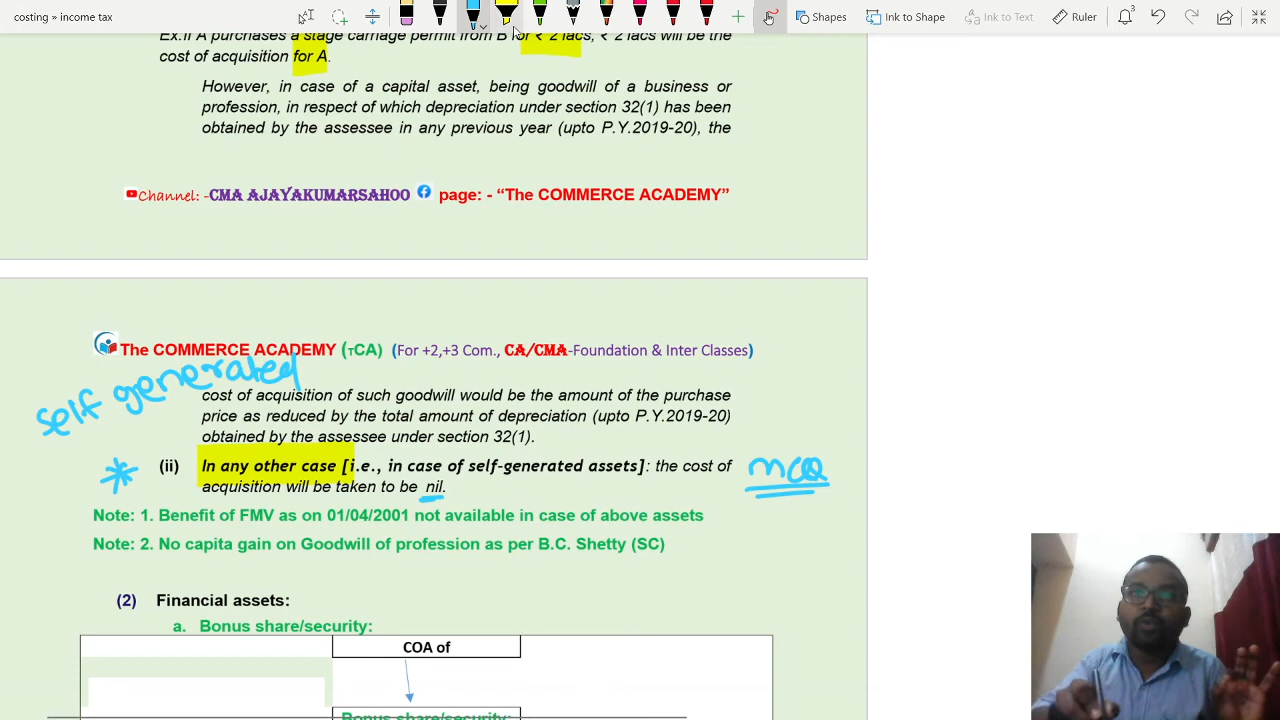 costing » income tax
Shapes
Ink to Shape
Ink to Text
Ruler
3
Ex.If A purchases a stage carriage permit from B for ₹ 2 lacs, ₹ 2 lacs will be the
cost of acquisition for A.
However, in case of a capital asset, being goodwill of a business or
profession, in respect of which depreciation under section 32(1) has been
obtained by the assessee in any previous year (upto P.Y.2019-20), the
Channel: -CMA AJAYAKUMARSAHOO page: - “The COMMERCE ACADEMY”
The COMMERCE ACADEMY (TCA) (For +2,+3 Com., CA/CMA-Foundation & Inter Classes)
self generated
cost of acquisition of such goodwill would be the amount of the purchase
price as reduced by the total amount of depreciation (upto P.Y.2019-20)
obtained by the assessee under section 32(1).
(ii) In any other case [i.e., in case of self-generated assets]: the cost of
acquisition will be taken to be nil.
MCQ
Note: 1. Benefit of FMV as on 01/04/2001 not available in case of above assets
Note: 2. No capita gain on Goodwill of profession as per B.C. Shetty (SC)
(2) Financial assets:
a. Bonus share/security:
COA of
Bonus share/security: